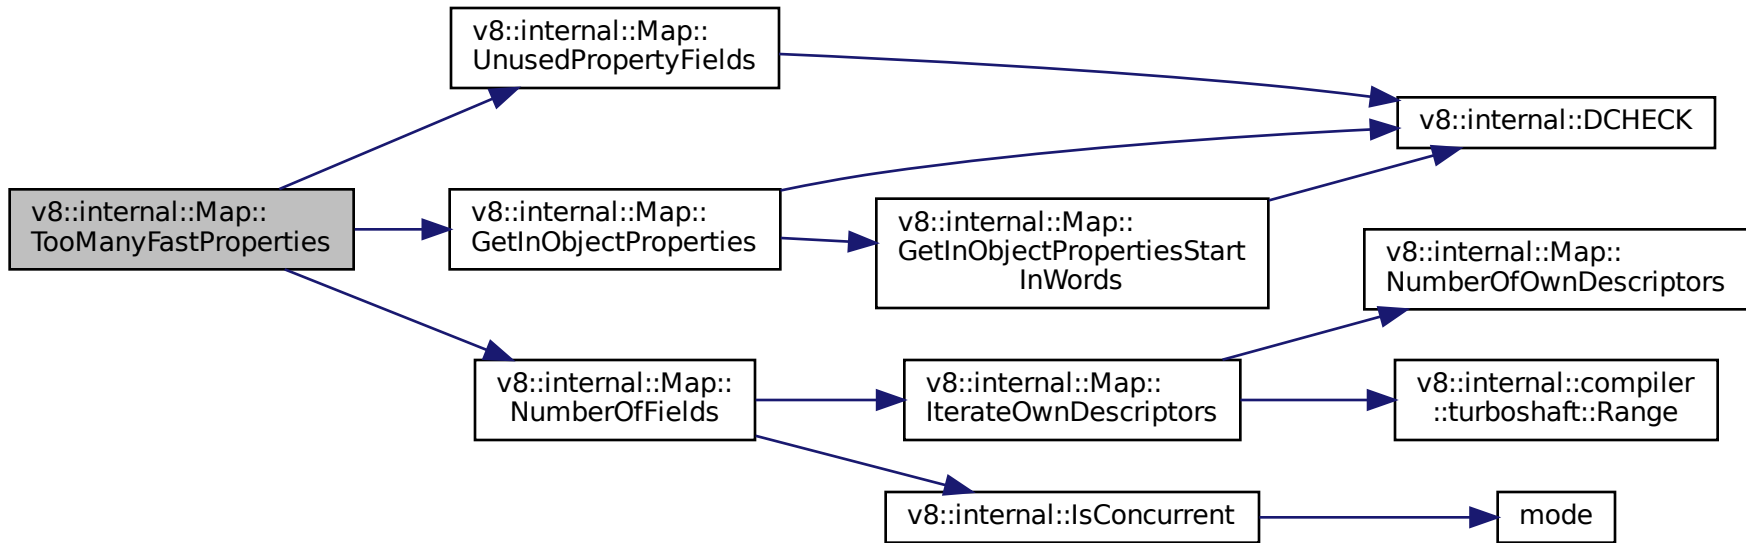 v8::internal::Map::
UnusedPropertyFields
v8::internal::DCHECK
v8::internal::Map::
TooManyFastProperties
v8::internal::Map::
GetInObjectProperties
v8::internal::Map::
GetInObjectPropertiesStart
InWords
v8::internal::Map::
NumberOfOwnDescriptors
v8::internal::Map::
NumberOfFields
v8::internal::Map::
IterateOwnDescriptors
v8::internal::compiler
::turboshaft::Range
v8::internal::IsConcurrent
mode